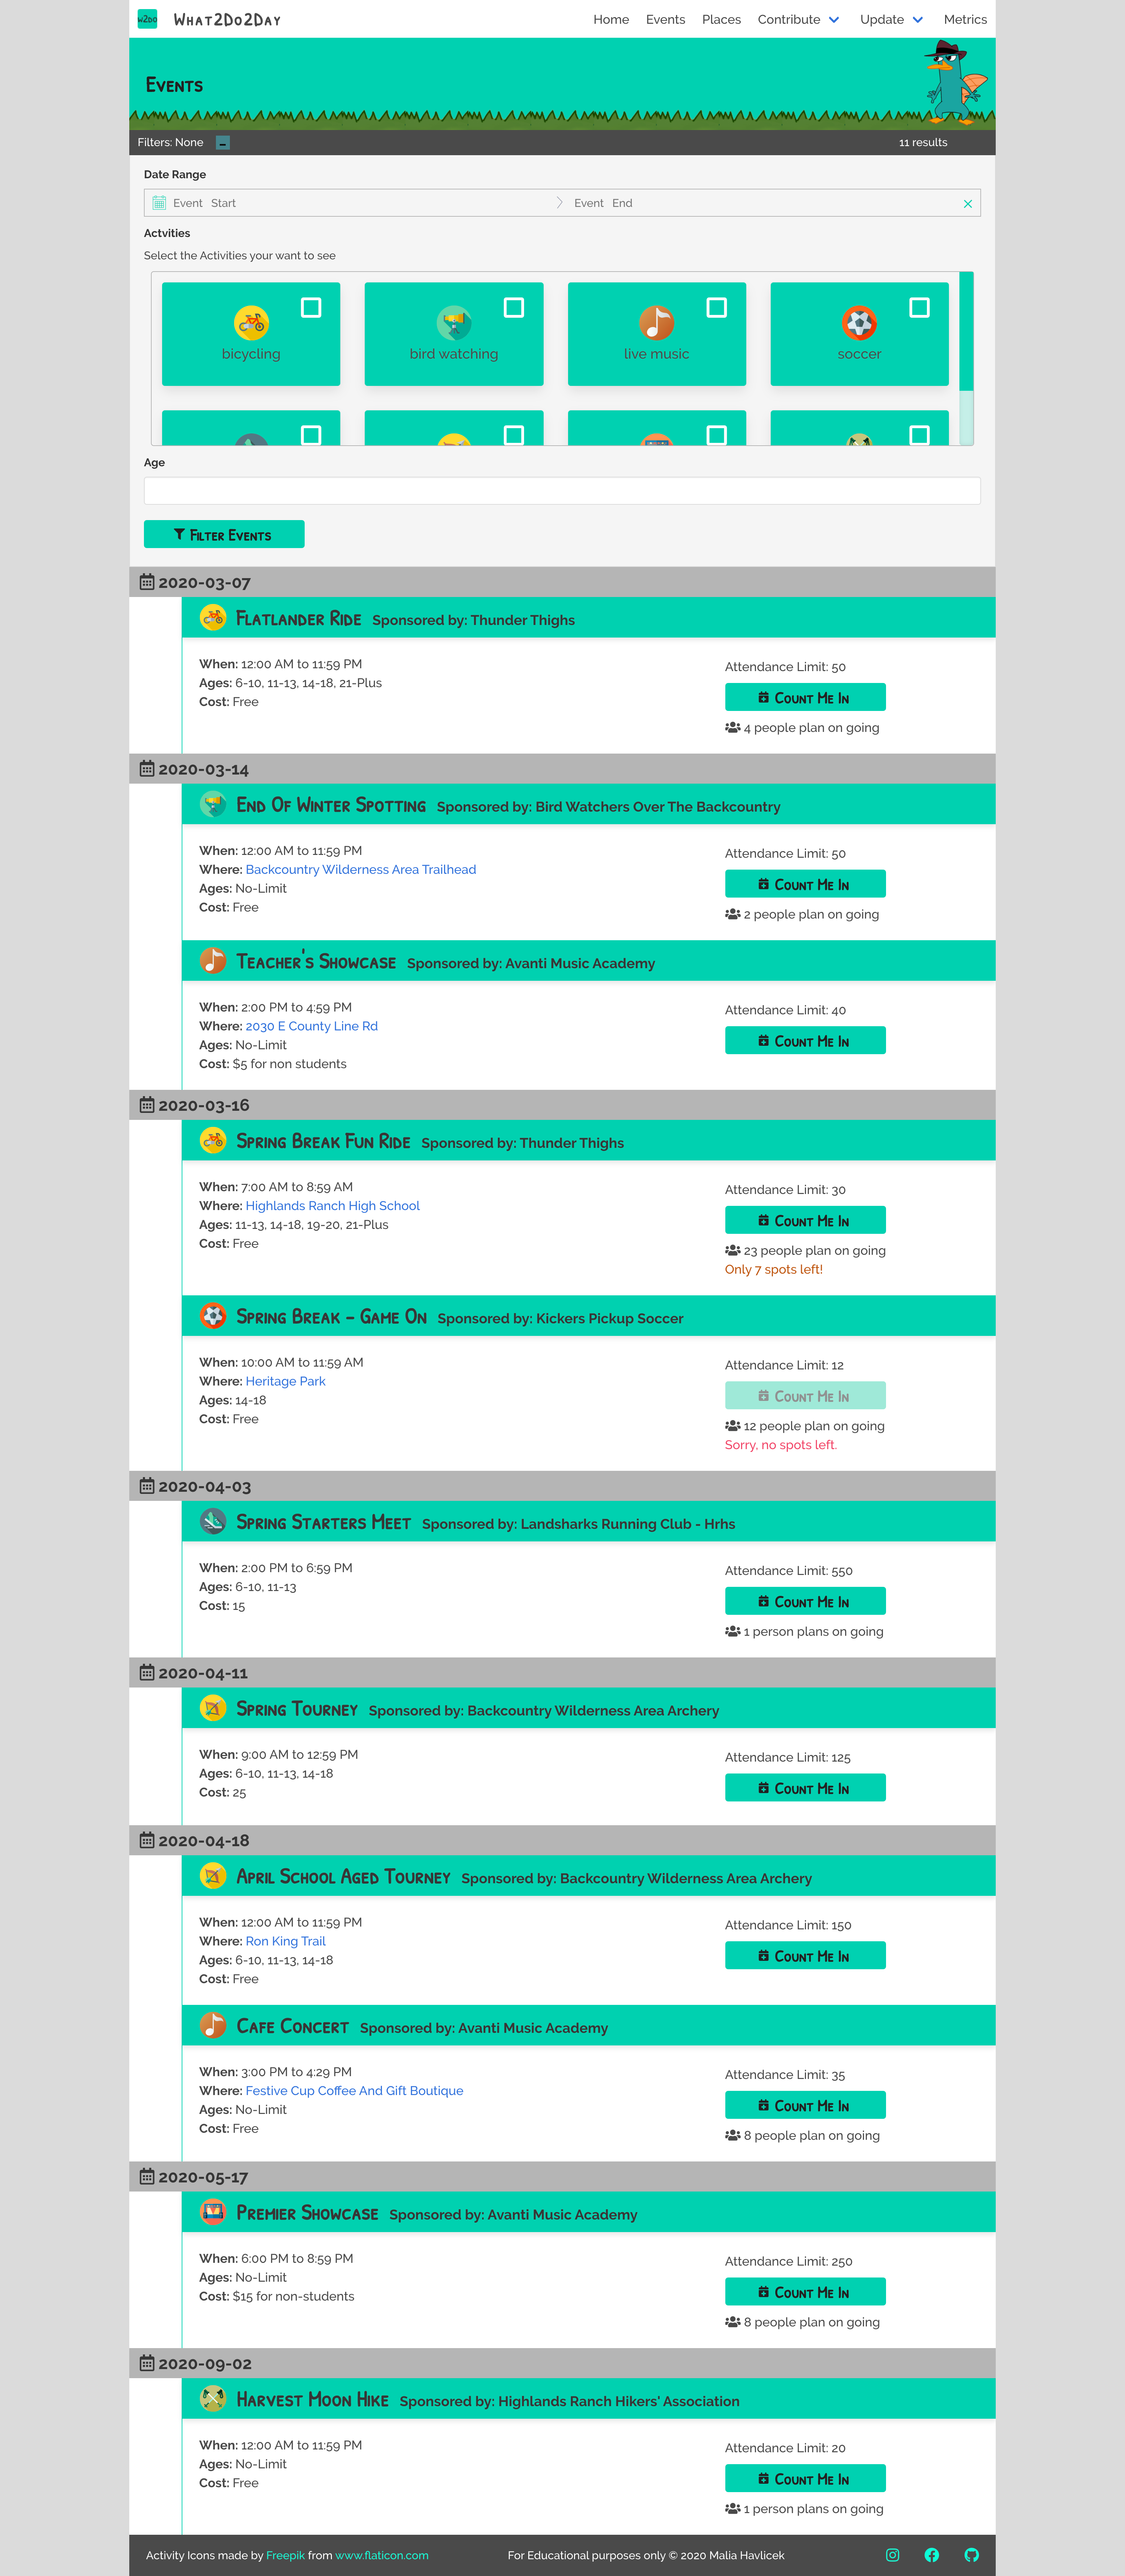 W2DO What2Do2Day Home Events Places Contribute Update Metrics
Events
Filters: None 11 results
Date Range
Event Start Event End
Actvities
Select the Activities your want to see
bicycling bird watching live music soccer
Age
Filter Events
2020-03-07
Flatlander Ride Sponsored by: Thunder Thighs
When: 12:00 AM to 11:59 PM
Ages: 6-10, 11-13, 14-18, 21-Plus
Cost: Free
Attendance Limit: 50
Count Me In
4 people plan on going
2020-03-14
End Of Winter Spotting Sponsored by: Bird Watchers Over The Backcountry
When: 12:00 AM to 11:59 PM
Where: Backcountry Wilderness Area Trailhead
Ages: No-Limit
Cost: Free
Attendance Limit: 50
Count Me In
2 people plan on going
Teacher's Showcase Sponsored by: Avanti Music Academy
When: 2:00 PM to 4:59 PM
Where: 2030 E County Line Rd
Ages: No-Limit
Cost: $5 for non students
Attendance Limit: 40
Count Me In
2020-03-16
Spring Break Fun Ride Sponsored by: Thunder Thighs
When: 7:00 AM to 8:59 AM
Where: Highlands Ranch High School
Ages: 11-13, 14-18, 19-20, 21-Plus
Cost: Free
Attendance Limit: 30
Count Me In
23 people plan on going
Only 7 spots left!
Spring Break - Game On Sponsored by: Kickers Pickup Soccer
When: 10:00 AM to 11:59 AM
Where: Heritage Park
Ages: 14-18
Cost: Free
Attendance Limit: 12
Count Me In
12 people plan on going
Sorry, no spots left.
2020-04-03
Spring Starters Meet Sponsored by: Landsharks Running Club - Hrhs
When: 2:00 PM to 6:59 PM
Ages: 6-10, 11-13
Cost: 15
Attendance Limit: 550
Count Me In
1 person plans on going
2020-04-11
Spring Tourney Sponsored by: Backcountry Wilderness Area Archery
When: 9:00 AM to 12:59 PM
Ages: 6-10, 11-13, 14-18
Cost: 25
Attendance Limit: 125
Count Me In
2020-04-18
April School Aged Tourney Sponsored by: Backcountry Wilderness Area Archery
When: 12:00 AM to 11:59 PM
Where: Ron King Trail
Ages: 6-10, 11-13, 14-18
Cost: Free
Attendance Limit: 150
Count Me In
Cafe Concert Sponsored by: Avanti Music Academy
When: 3:00 PM to 4:29 PM
Where: Festive Cup Coffee And Gift Boutique
Ages: No-Limit
Cost: Free
Attendance Limit: 35
Count Me In
8 people plan on going
2020-05-17
Premier Showcase Sponsored by: Avanti Music Academy
When: 6:00 PM to 8:59 PM
Ages: No-Limit
Cost: $15 for non-students
Attendance Limit: 250
Count Me In
8 people plan on going
2020-09-02
Harvest Moon Hike Sponsored by: Highlands Ranch Hikers' Association
When: 12:00 AM to 11:59 PM
Ages: No-Limit
Cost: Free
Attendance Limit: 20
Count Me In
1 person plans on going
Activity Icons made by Freepik from www.flaticon.com For Educational purposes only © 2020 Malia Havlicek